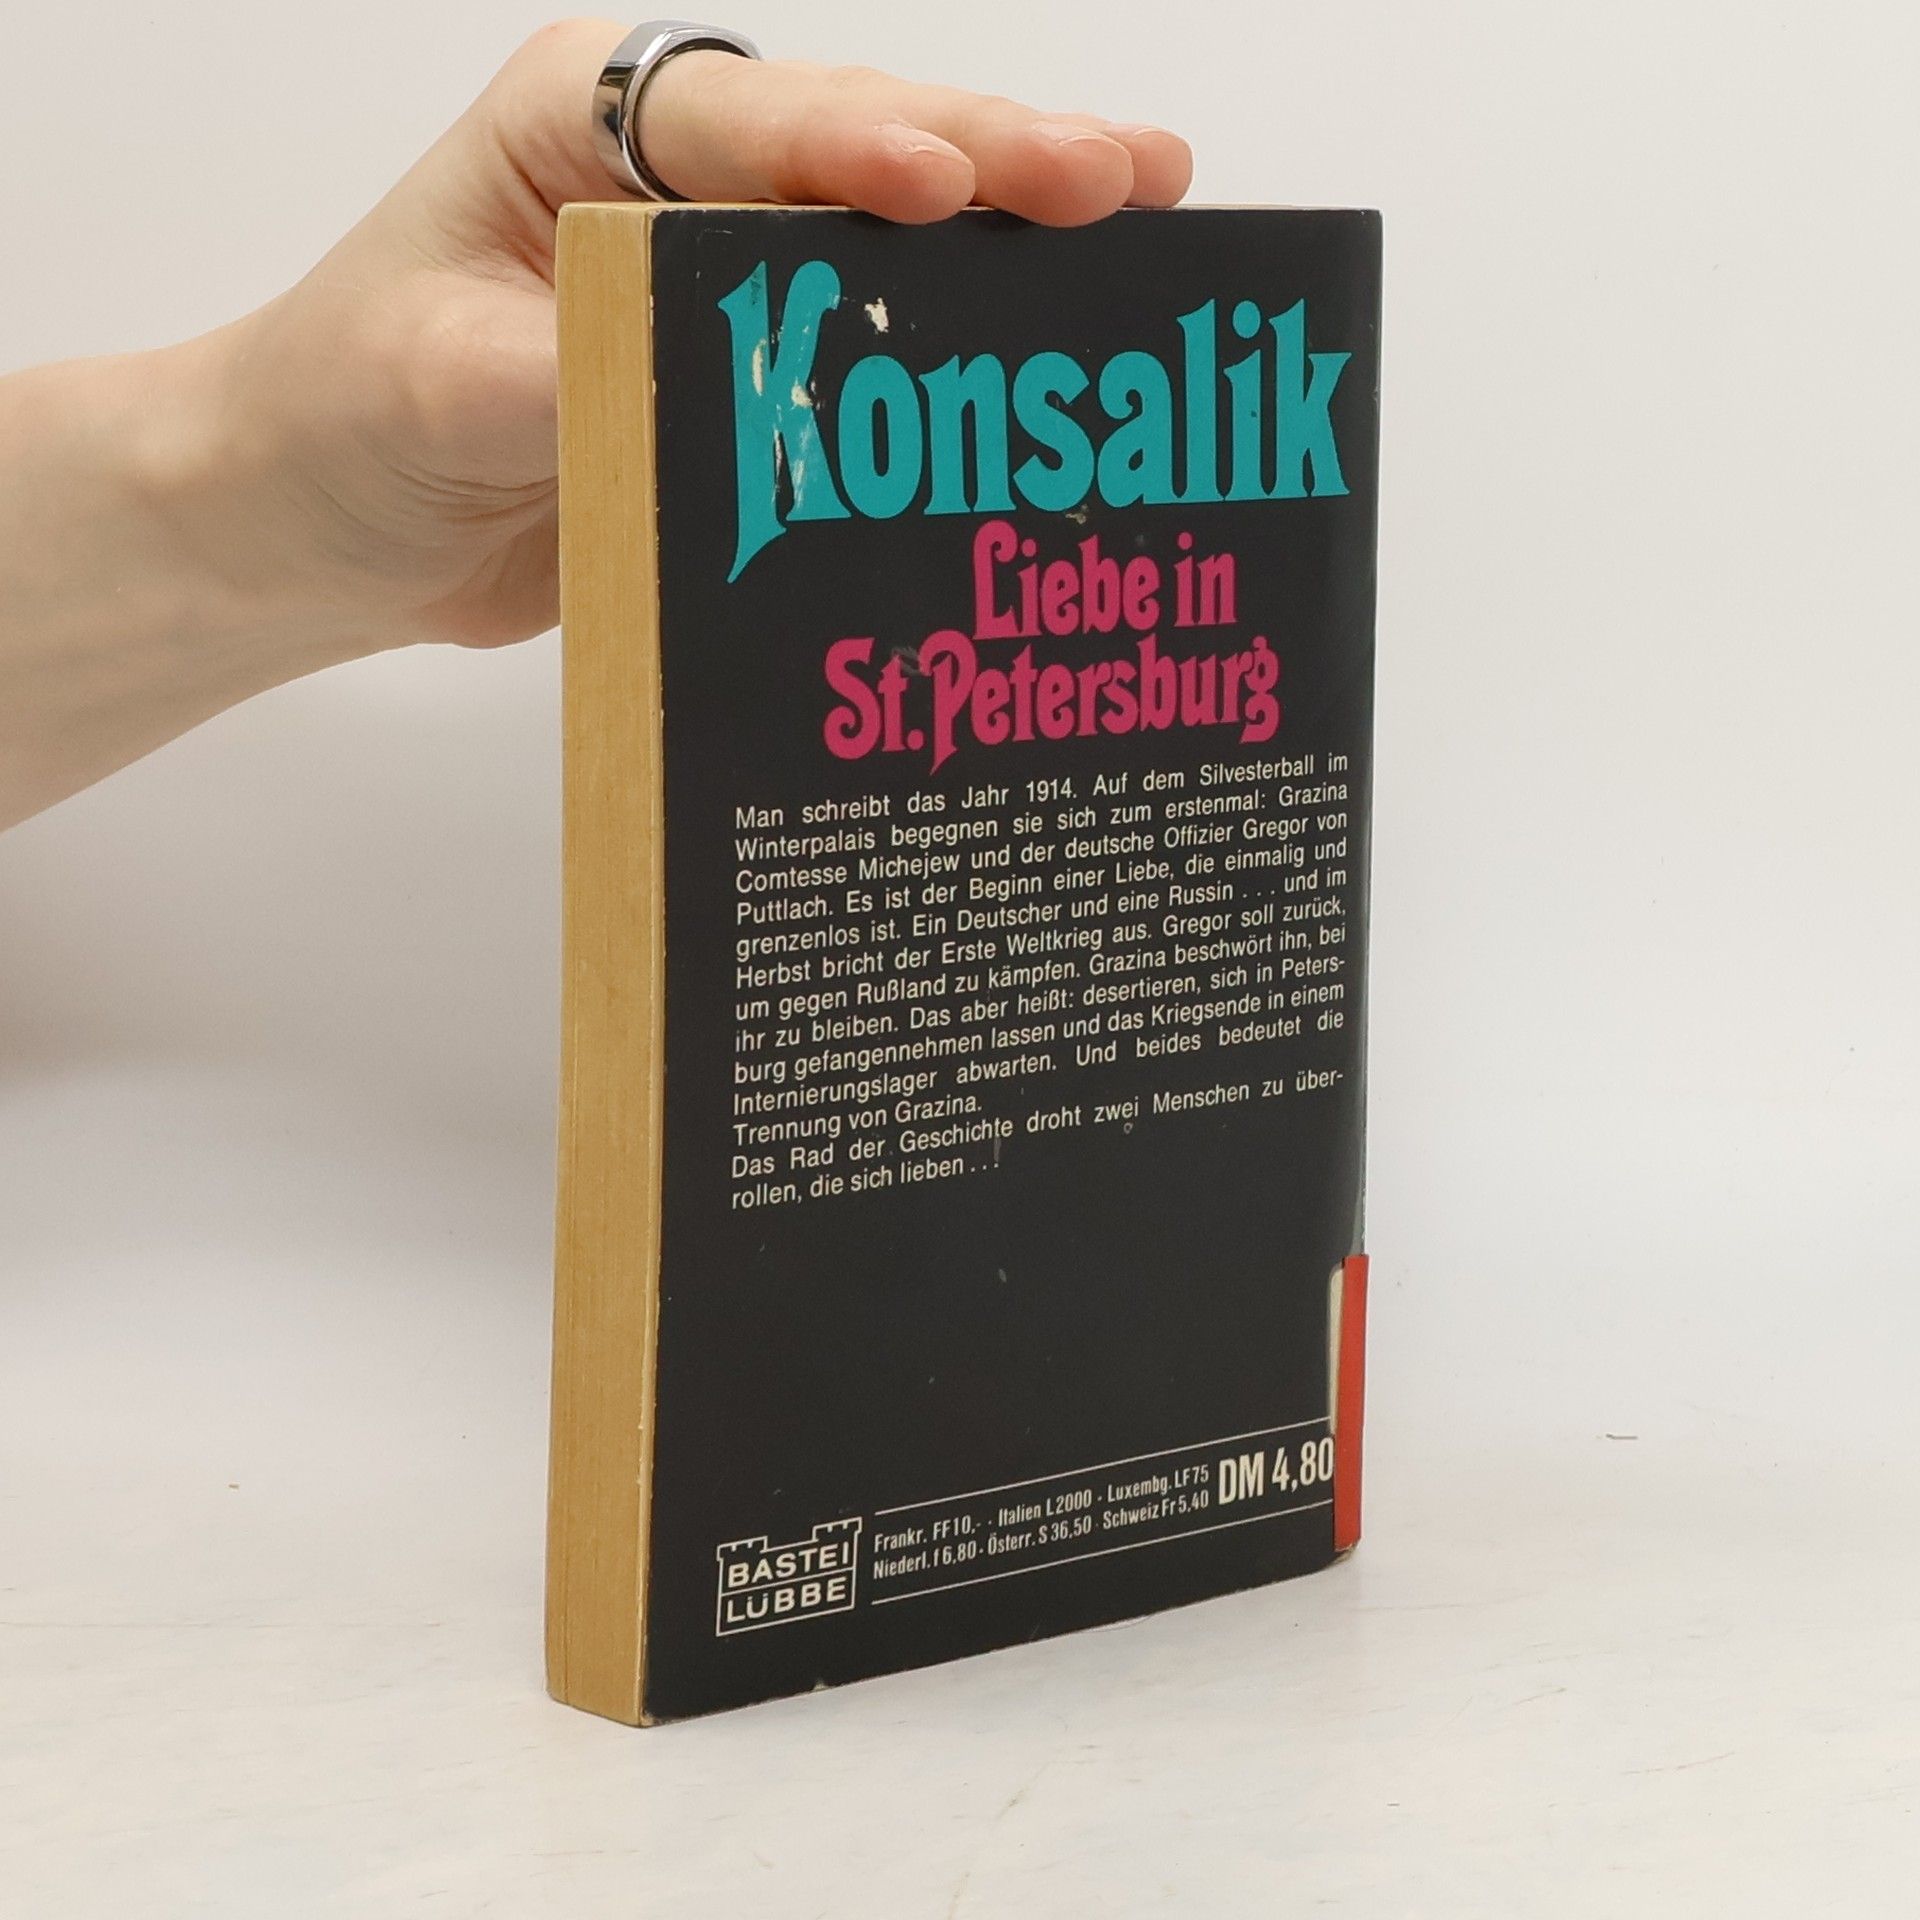 Konsalik
Liebe in
St. Petersburg
Man schreibt das Jahr 1914. Auf dem Silvesterball im
Winterpalais begegnen sie sich zum erstenmal: Grazina
Comtesse Michejew und der deutsche Offizier Gregor von
Puttlach. Es ist der Beginn einer Liebe, die einmalig und
grenzenlos ist. Ein Deutscher und eine Russin . . . und im
Herbst bricht der Erste Weltkrieg aus. Gregor soll zurück,
um gegen Rußland zu kämpfen. Grazina beschwört ihn, bei
ihr zu bleiben. Das aber heißt: desertieren, sich in Peters-
burg gefangennehmen lassen und das Kriegsende in einem
Internierungslager abwarten. Und beides bedeutet die
Trennung von Grazina.
Das Rad der Geschichte droht zwei Menschen zu über-
rollen, die sich lieben . . .
BASTEI
LÜBBE
Frankr. FF10,- · Italien L2000 · Luxembg. LF75
Niederl. f 6,80 · Österr. S 36,50 · Schweiz Fr 5,40
DM 4,80